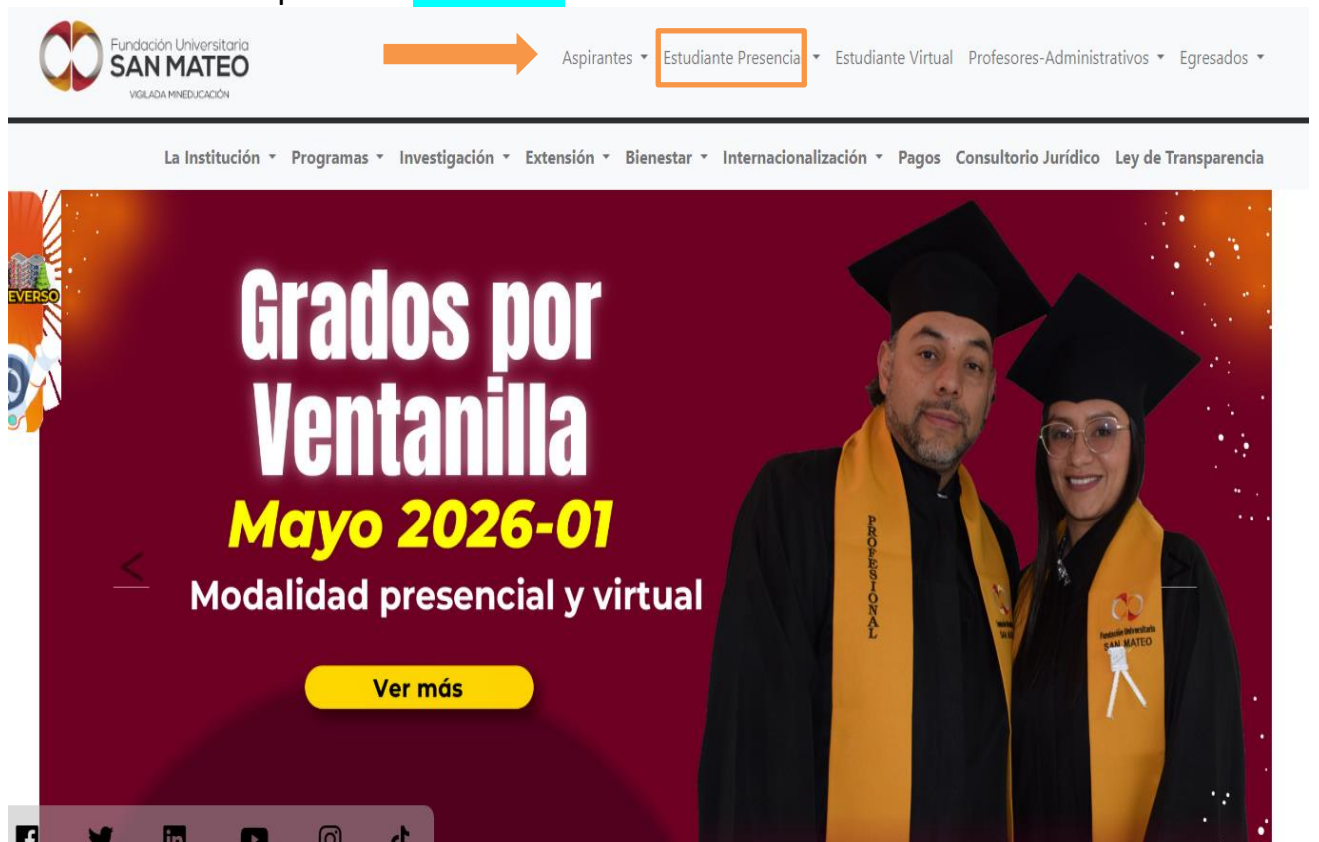 Fundación Universitaria
SAN MATEO
VIGILADA MINEDUCACIÓN
Aspirantes Estudiante Presencial Estudiante Virtual Profesores-Administrativos Egresados
La Institución Programas Investigación Extensión Bienestar Internacionalización Pagos Consultorio Jurídico Ley de Transparencia
EVERSO
Grados por
Ventanilla
Mayo 2026-01
Modalidad presencial y virtual
Ver más
PROFESIONAL
Fundación Universitaria
SAN MATEO